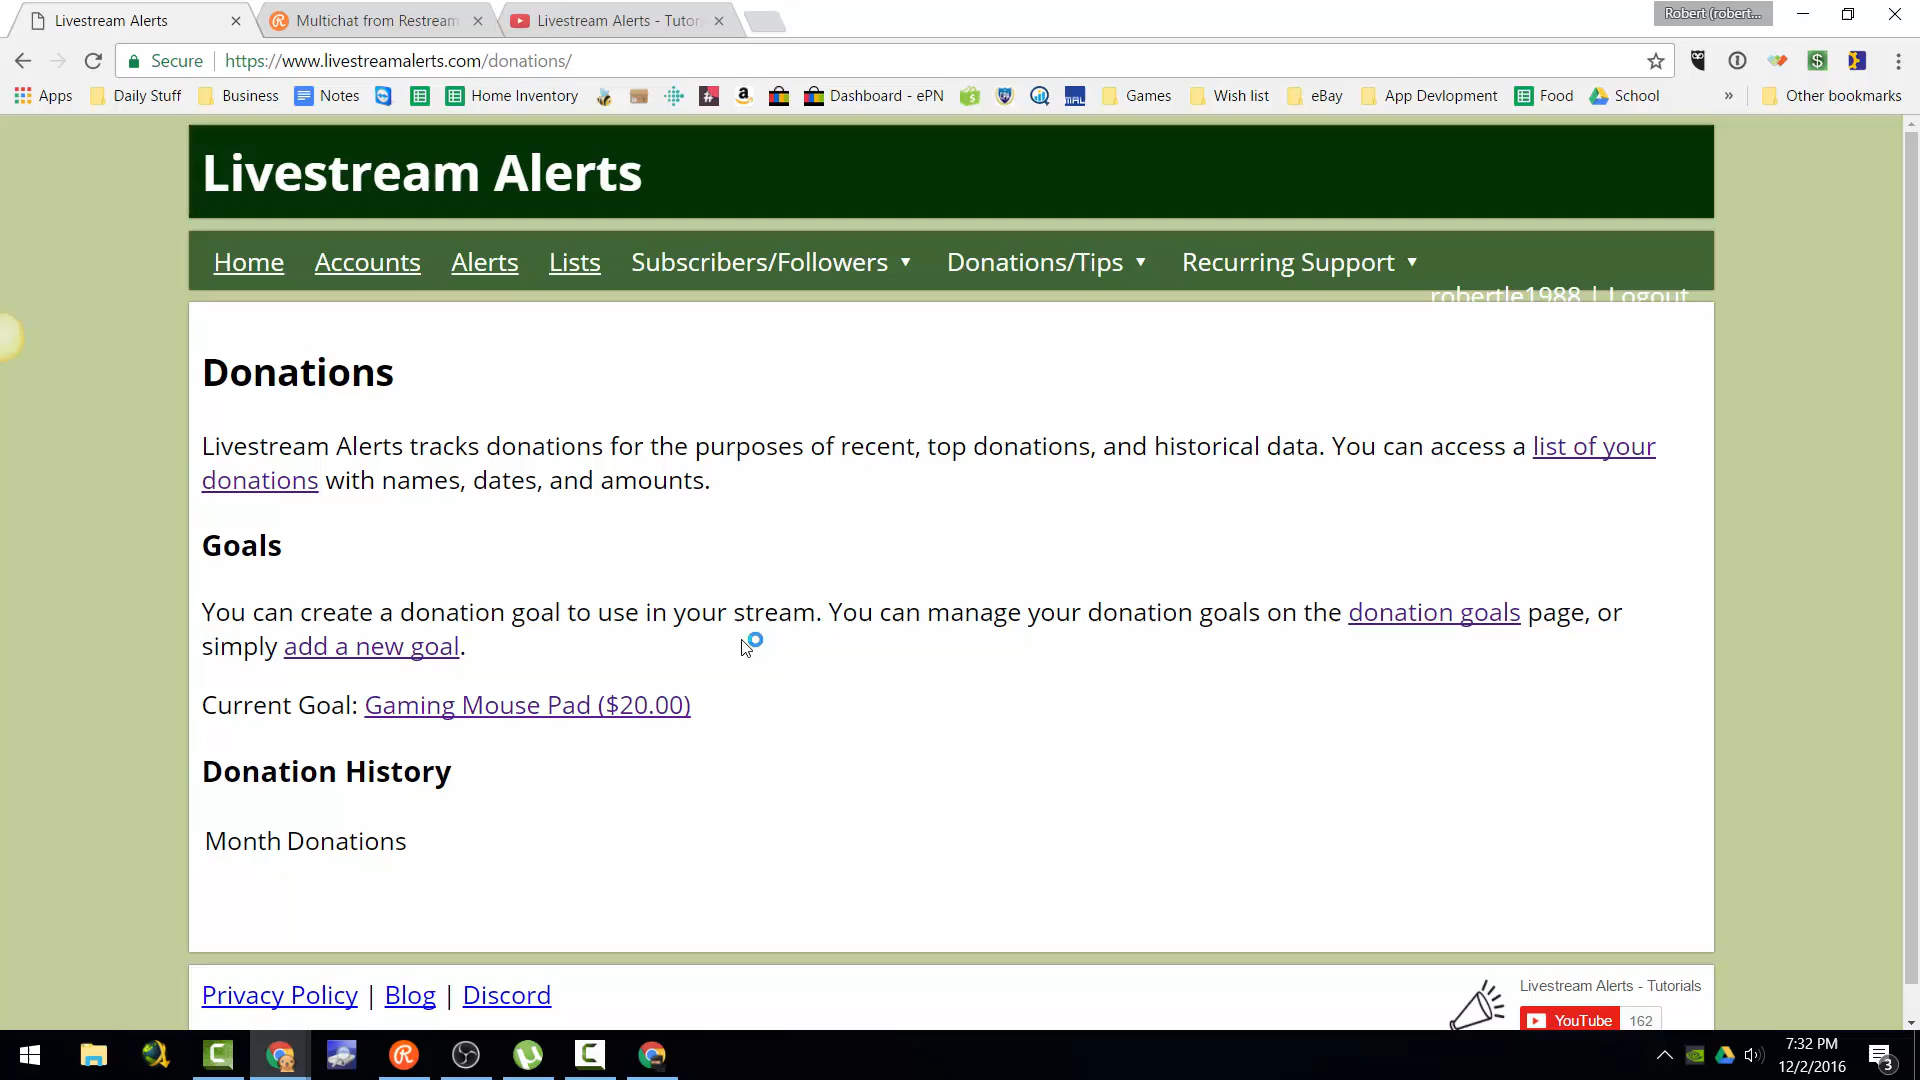 Livestream Alerts
Multichat from Restream
Livestream Alerts - Tutor
Robert (robert...
Secure
https://www.livestreamalerts.com/donations/
Apps Daily Stuff Business Notes Home Inventory Dashboard - ePN Games Wish list eBay App Devlopment Food School » Other bookmarks
Livestream Alerts
Home Accounts Alerts Lists Subscribers/Followers ▼ Donations/Tips ▼ Recurring Support ▼
robertle1988 | Logout
Donations
Livestream Alerts tracks donations for the purposes of recent, top donations, and historical data. You can access a list of your
donations with names, dates, and amounts.
Goals
You can create a donation goal to use in your stream. You can manage your donation goals on the donation goals page, or
simply add a new goal.
Current Goal: Gaming Mouse Pad ($20.00)
Donation History
Month Donations
Privacy Policy | Blog | Discord
Livestream Alerts - Tutorials
YouTube 162
7:32 PM
12/2/2016
3